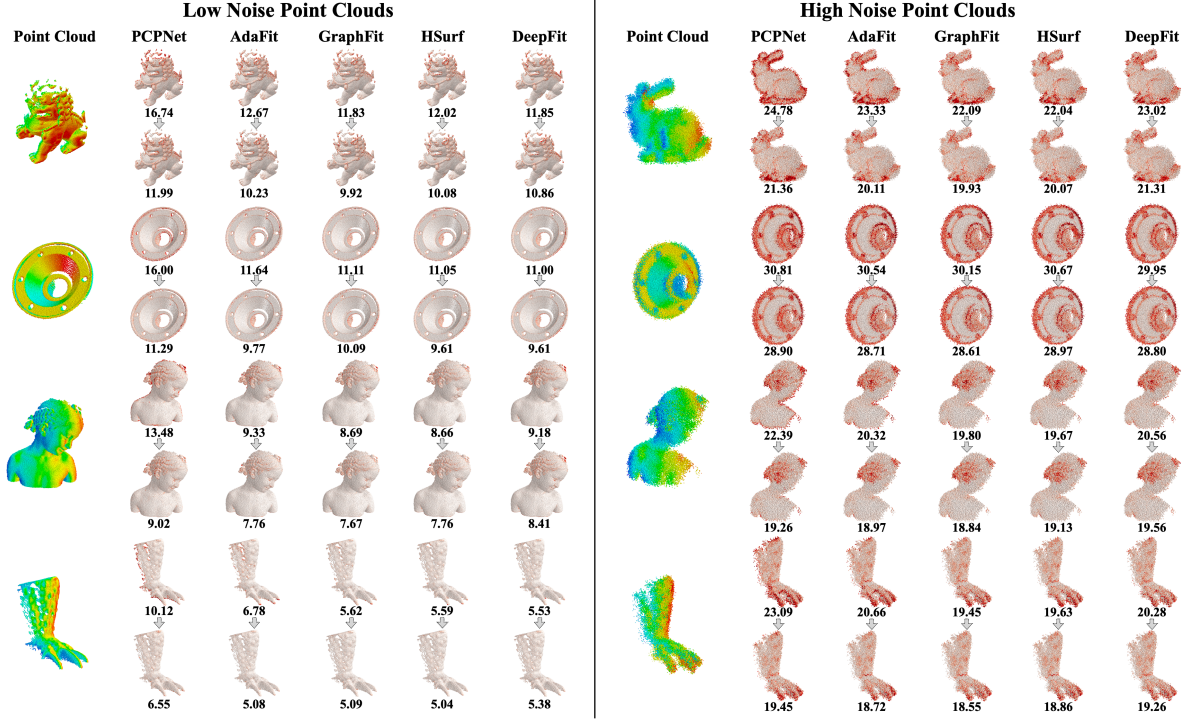 Low Noise Point Clouds
Point Cloud PCPNet AdaFit GraphFit HSurf DeepFit
16.74 12.67 11.83 12.02 11.85
11.99 10.23 9.92 10.08 10.86
16.00 11.64 11.11 11.05 11.00
11.29 9.77 10.09 9.61 9.61
13.48 9.33 8.69 8.66 9.18
9.02 7.76 7.67 7.76 8.41
10.12 6.78 5.62 5.59 5.53
6.55 5.08 5.09 5.04 5.38
High Noise Point Clouds
Point Cloud PCPNet AdaFit GraphFit HSurf DeepFit
24.78 23.33 22.09 22.04 23.02
21.36 20.11 19.93 20.07 21.31
30.81 30.54 30.15 30.67 29.95
28.90 28.71 28.61 28.97 28.80
22.39 20.32 19.80 19.67 20.56
19.26 18.97 18.84 19.13 19.56
23.09 20.66 19.45 19.63 20.28
19.45 18.72 18.55 18.86 19.26